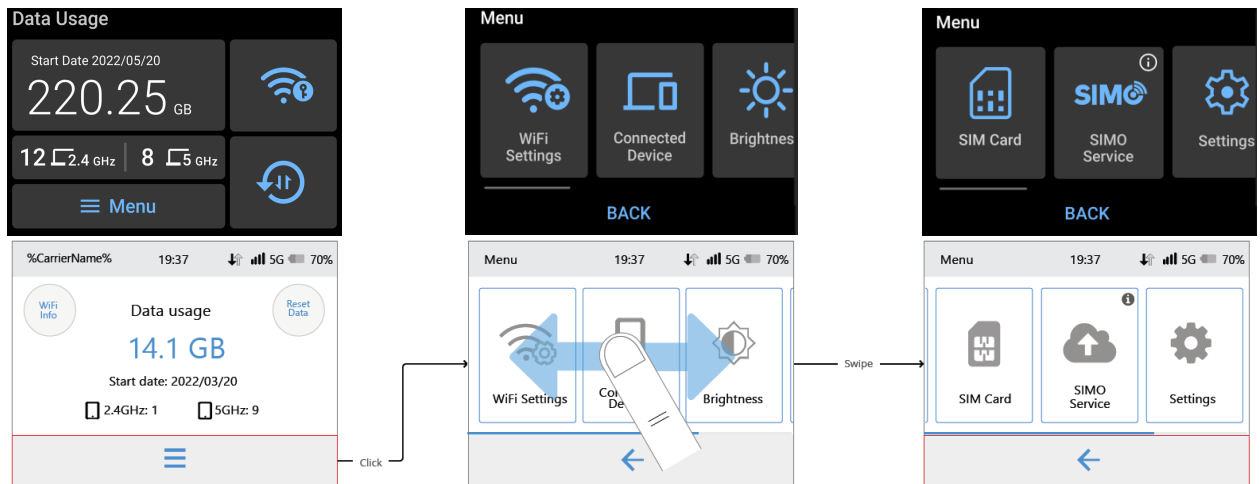 Data Usage
Start Date 2022/05/20
220.25 GB
12 2.4 GHz 8 5 GHz
Menu
Menu
WiFi
Settings
Connected
Device
Brightnes
BACK
Menu
SIM Card
SIMO
SIMO
Service
Settings
BACK
%CarrierName% 19:37 5G 70%
WiFi
Info
Data usage
Reset
Data
14.1 GB
Start date: 2022/03/20
2.4GHz: 1 5GHz: 9
Click
Menu 19:37 5G 70%
WiFi Settings
Co
De
Brightness
Swipe
Menu 19:37 5G 70%
SIM Card
SIMO
Service
Settings